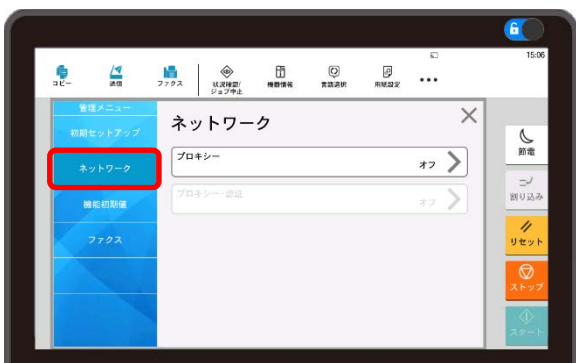 15:06
コピー
送信
ファクス
状況確認/
ジョブ中止
機器情報
言語選択
用紙設定
管理メニュー
初期セットアップ
ネットワーク
機能初期値
ファクス
ネットワーク
プロキシー
オフ
プロキシー・認証
オフ
節電
割り込み
リセット
ストップ
スタート